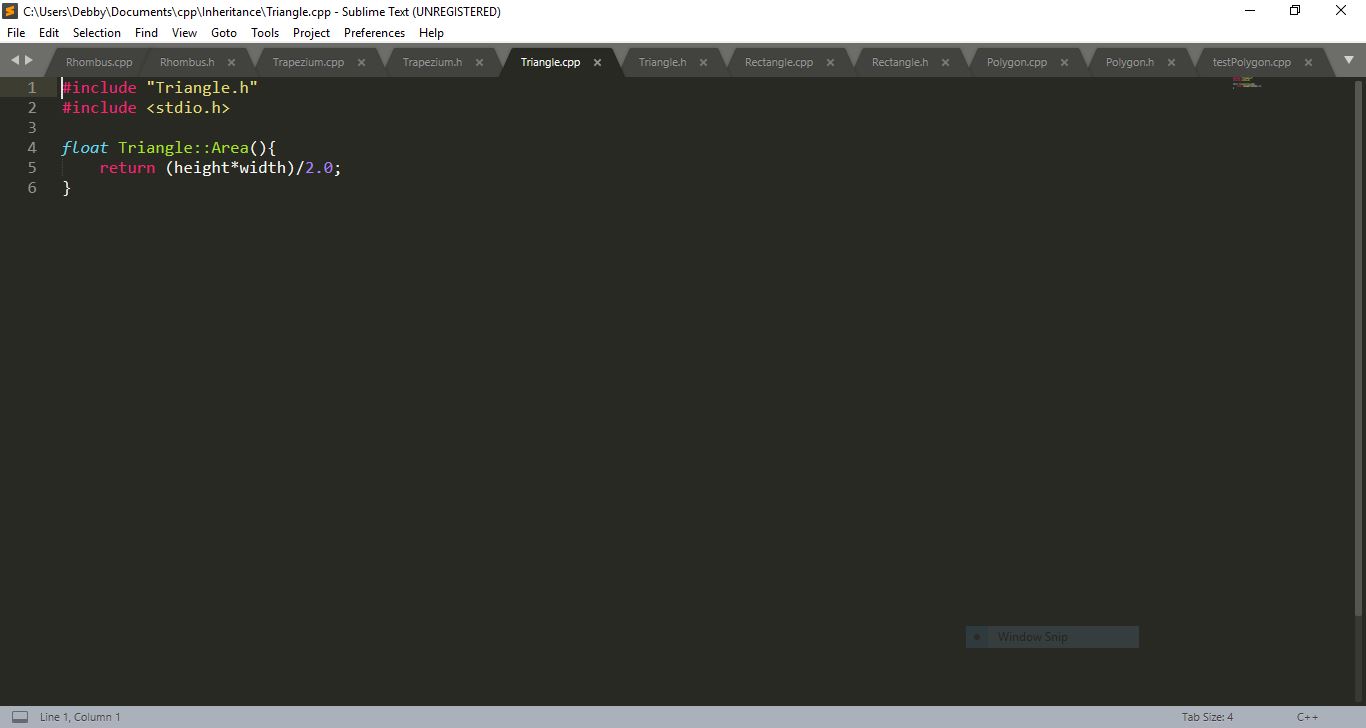 C:\Users\Debby\Documents\cpp\Inheritance\Triangle.cpp - Sublime Text (UNREGISTERED)
File Edit Selection Find View Goto Tools Project Preferences Help
Rhombus.cpp Rhombus.h Trapezium.cpp Trapezium.h Triangle.cpp Triangle.h Rectangle.cpp Rectangle.h Polygon.cpp Polygon.h testPolygon.cpp
1 #include "Triangle.h"
2 #include <stdio.h>
3
4 float Triangle::Area(){
5 return (height*width)/2.0;
6 }
Window Snip
Line 1, Column 1 Tab Size: 4 C++